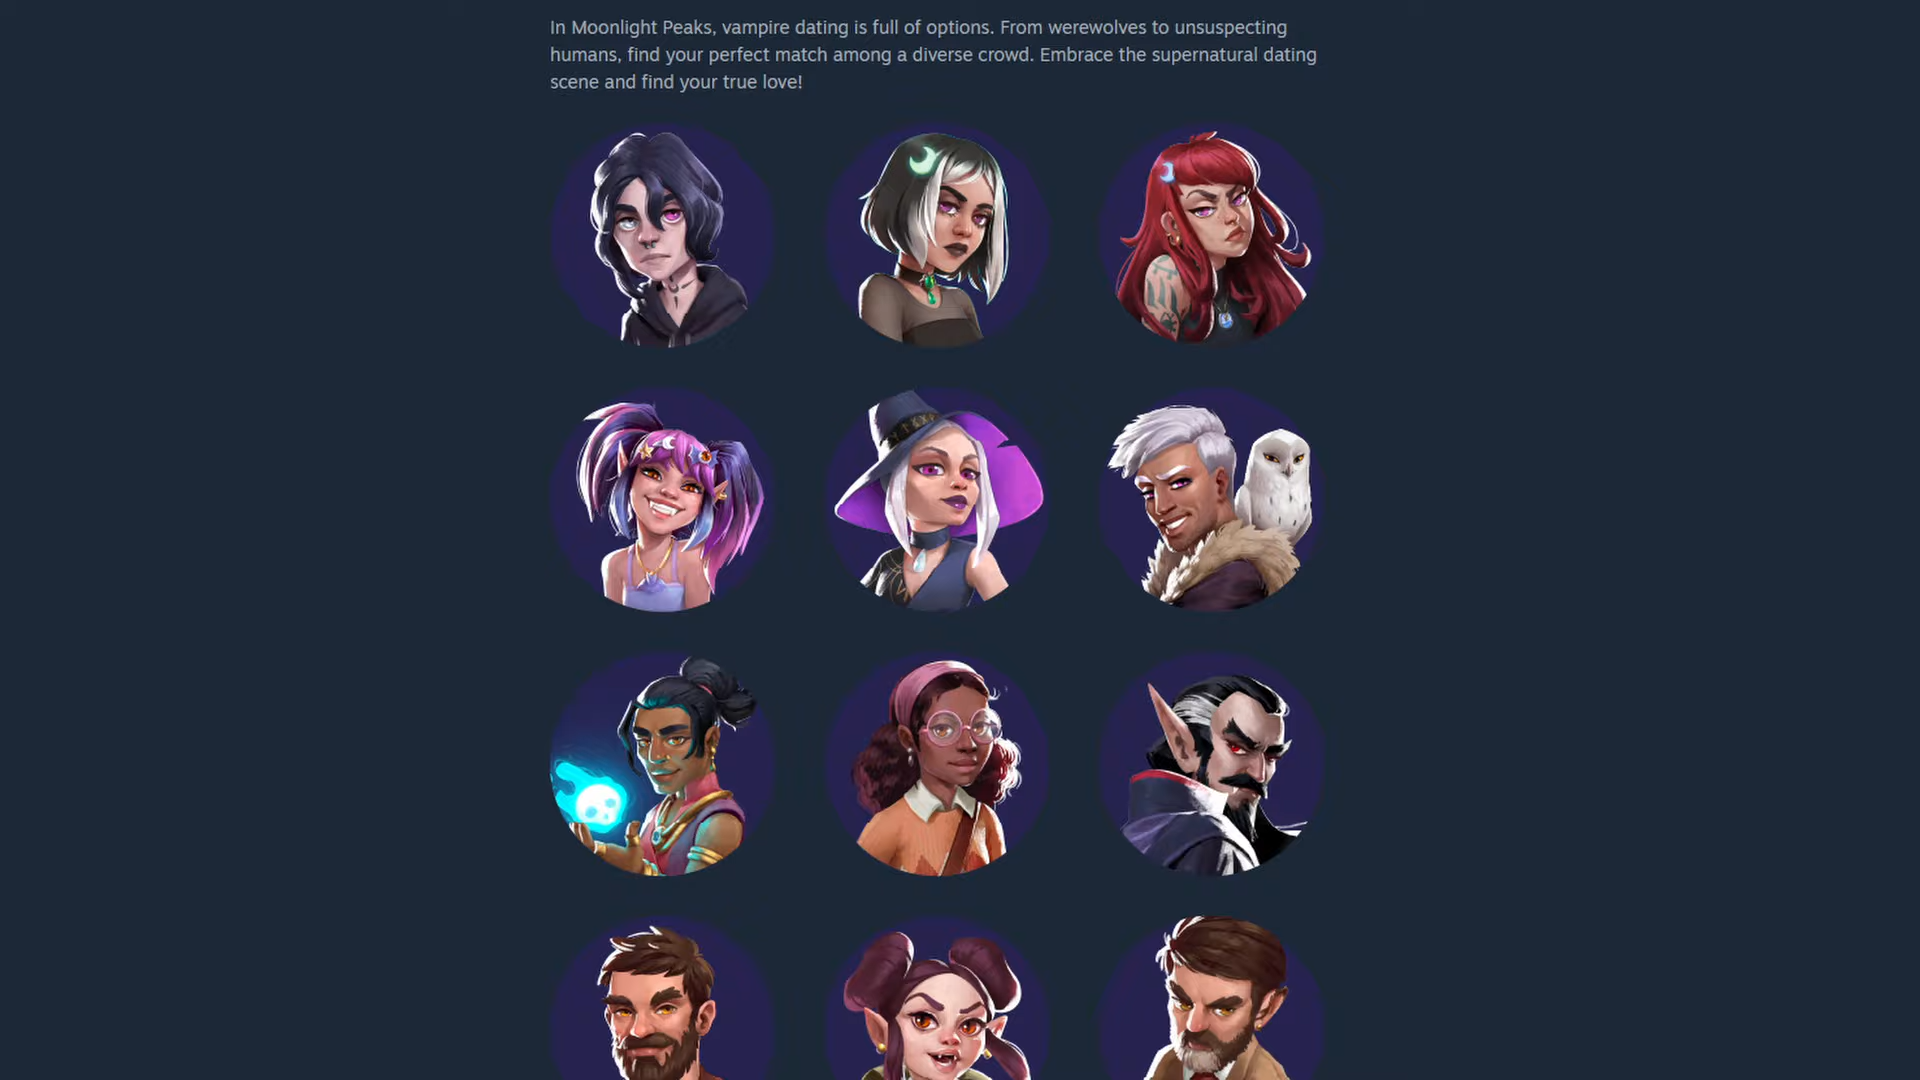 In Moonlight Peaks, vampire dating is full of options. From werewolves to unsuspecting
humans, find your perfect match among a diverse crowd. Embrace the supernatural dating
scene and find your true love!